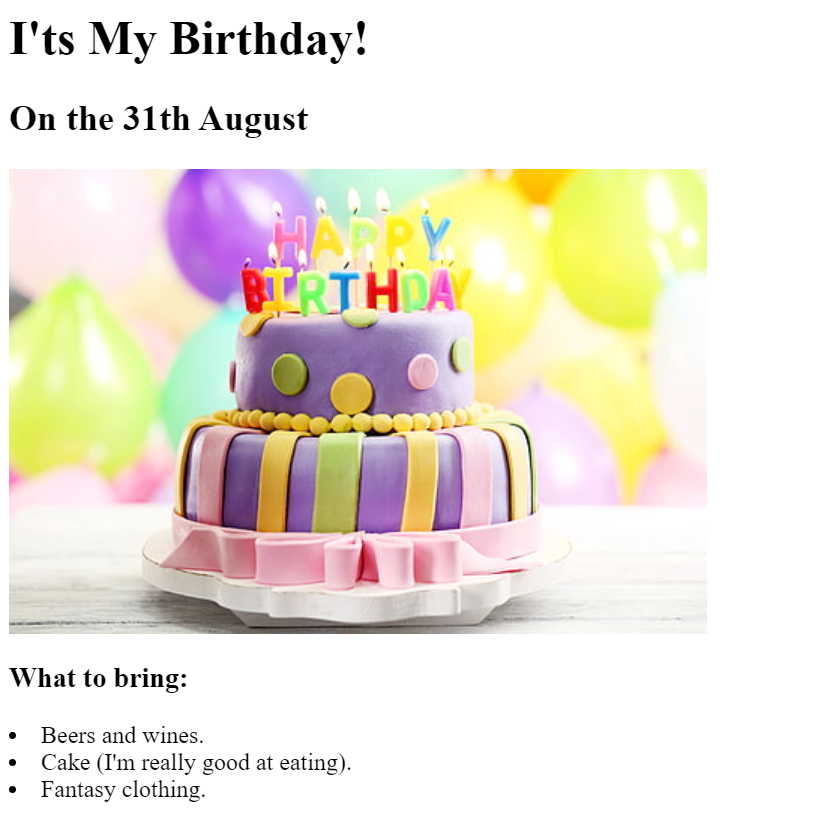 I'ts My Birthday!
On the 31th August
HAPPY
BIRTHDAY
What to bring:
Beers and wines.
Cake (I'm really good at eating).
Fantasy clothing.